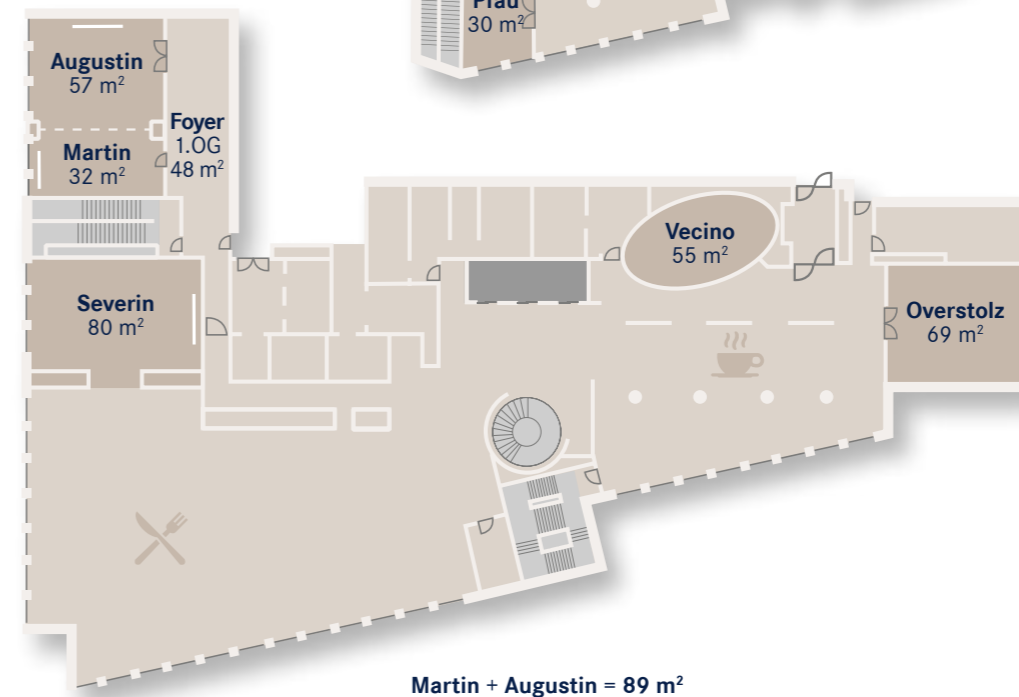 Pfau
30 m²
Augustin
57 m²
Foyer
1.OG
48 m²
Martin
32 m²
Vecino
55 m²
Severin
80 m²
Overstolz
69 m²
Martin + Augustin = 89 m²